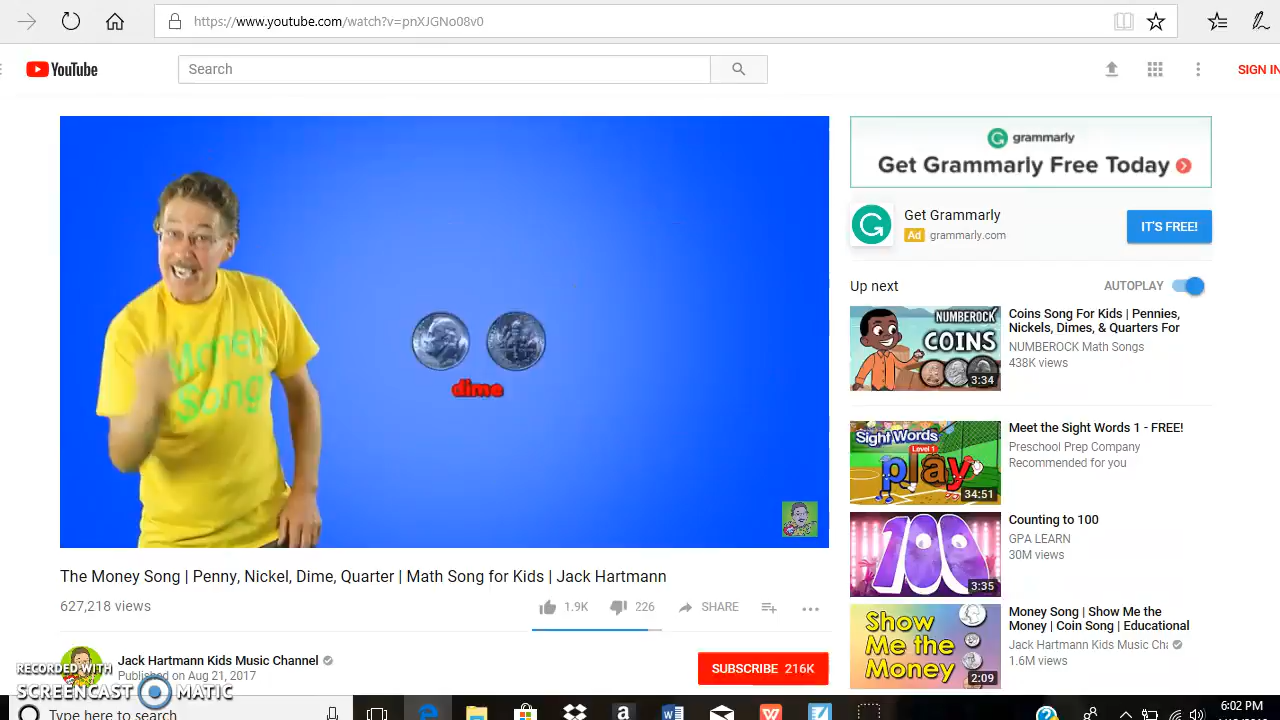 https://www.youtube.com/watch?v=pnXJGNo08v0
YouTube
Search
SIGN IN
Money
Song
dime
grammarly
Get Grammarly Free Today
Get Grammarly
Ad grammarly.com
IT'S FREE!
Up next
AUTOPLAY
NUMBEROCK
COINS
3:34
Coins Song For Kids | Pennies,
Nickels, Dimes, & Quarters For
NUMBEROCK Math Songs
438K views
Sight Words
Level 1
play
34:51
Meet the Sight Words 1 - FREE!
Preschool Prep Company
Recommended for you
100
3:35
Counting to 100
GPA LEARN
30M views
Show
Me the
Money
2:09
Money Song | Show Me the
Money | Coin Song | Educational
Jack Hartmann Kids Music Cha
1.6M views
The Money Song | Penny, Nickel, Dime, Quarter | Math Song for Kids | Jack Hartmann
627,218 views
1.9K
226
SHARE
Jack Hartmann Kids Music Channel
Published on Aug 21, 2017
SUBSCRIBE 216K
RECORDED WITH
SCREENCAST MATIC
Type here to search
6:02 PM